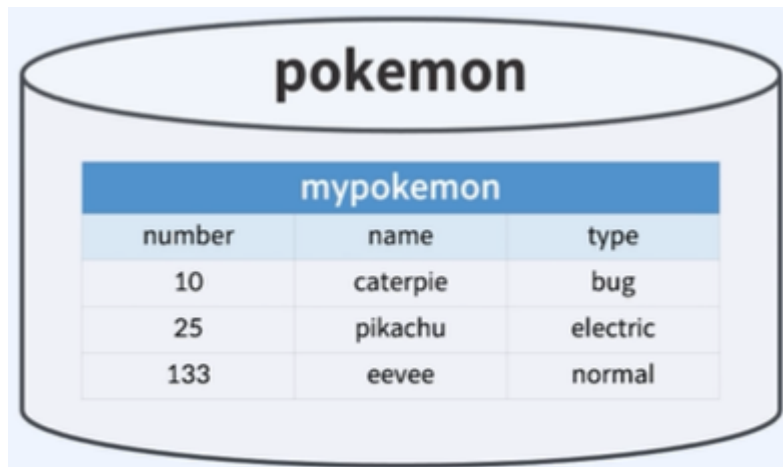 pokemon
mypokemon
number name type
10 caterpie bug
25 pikachu electric
133 eevee normal